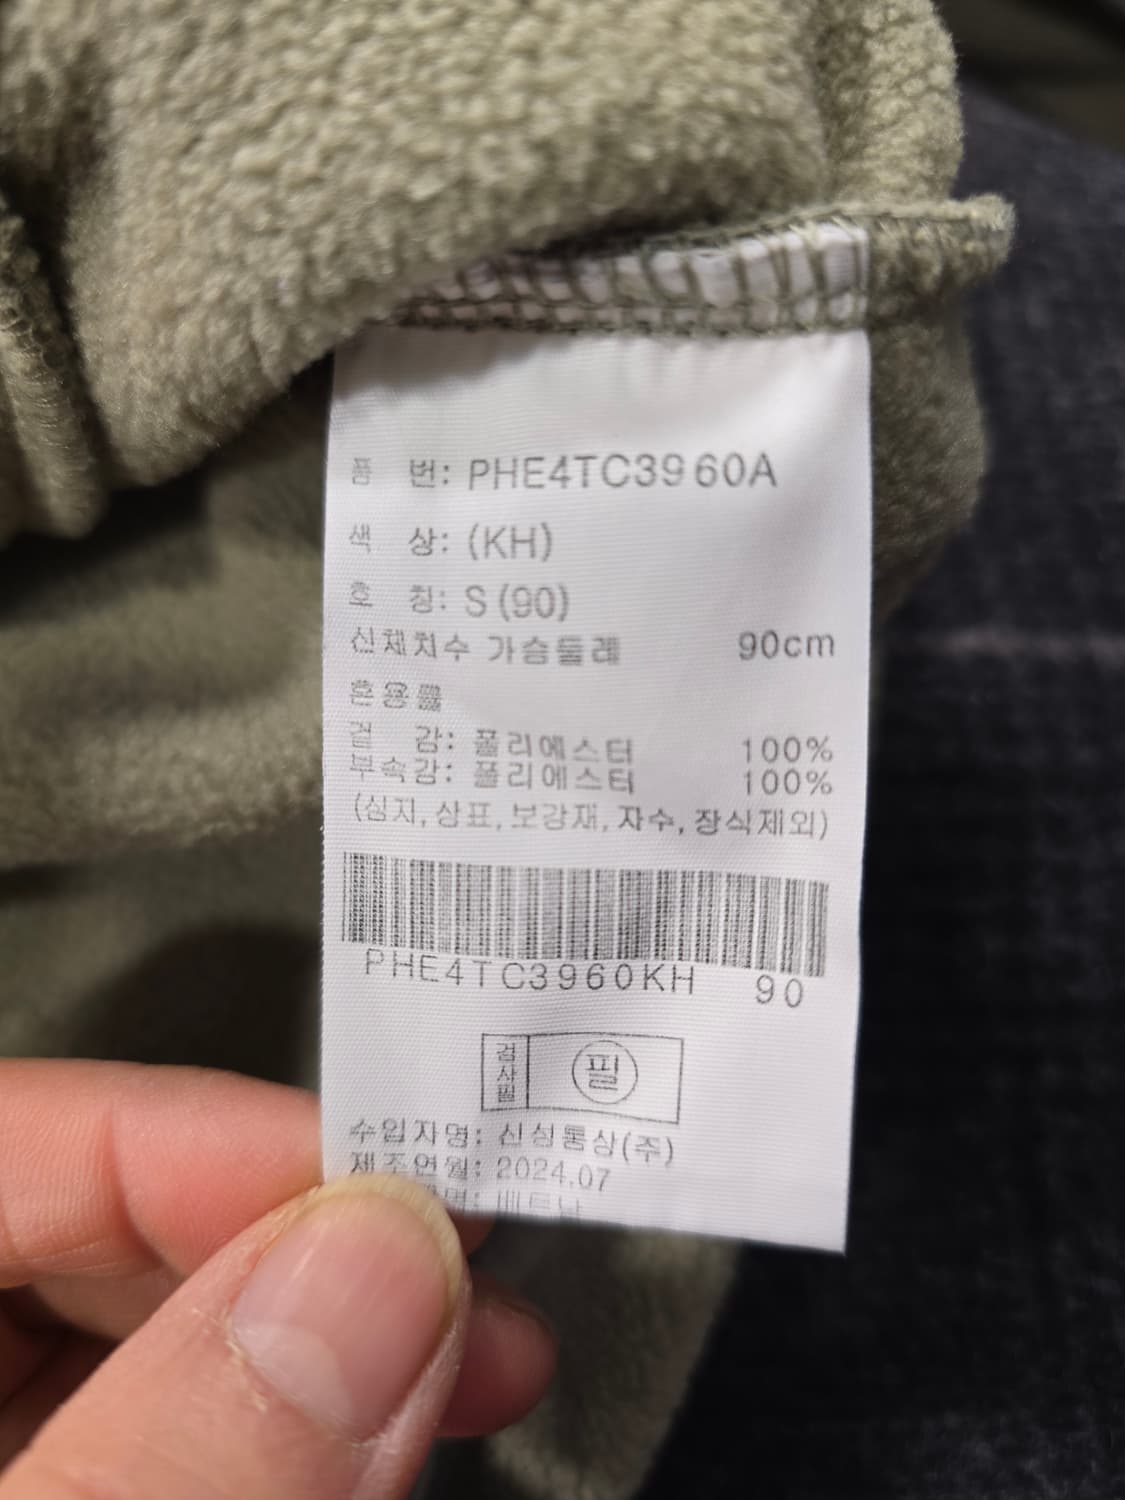 품 번: PHE4TC3960A
색 상: (KH)
호 칭: S (90)
신체치수 가슴둘레 90cm
혼용률
겉 감: 폴리에스터 100%
부속감: 폴리에스터 100%
(심지, 상표, 보강재, 자수, 장식제외)
PHE4TC3960KH 90
검사필 필
수입자명: 신성통상(주)
제조연월: 2024.07
베트남